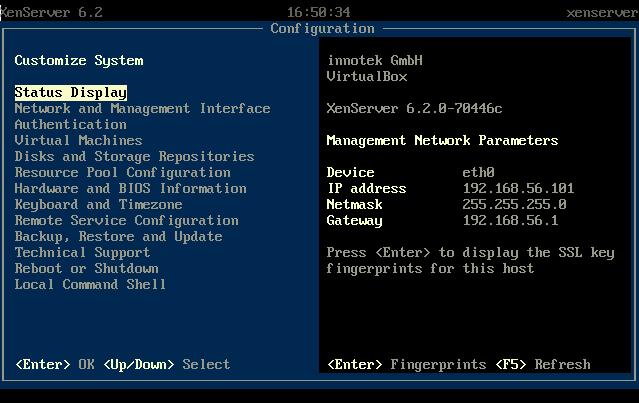 XenServer 6.2 16:50:34 xenserver
Configuration
Customize System
Status Display
Network and Management Interface
Authentication
Virtual Machines
Disks and Storage Repositories
Resource Pool Configuration
Hardware and BIOS Information
Keyboard and Timezone
Remote Service Configuration
Backup, Restore and Update
Technical Support
Reboot or Shutdown
Local Command Shell
<Enter> OK <Up/Down> Select
innotek GmbH
VirtualBox
XenServer 6.2.0-70446c
Management Network Parameters
Device eth0
IP address 192.168.56.101
Netmask 255.255.255.0
Gateway 192.168.56.1
Press <Enter> to display the SSL key
fingerprints for this host
<Enter> Fingerprints <F5> Refresh